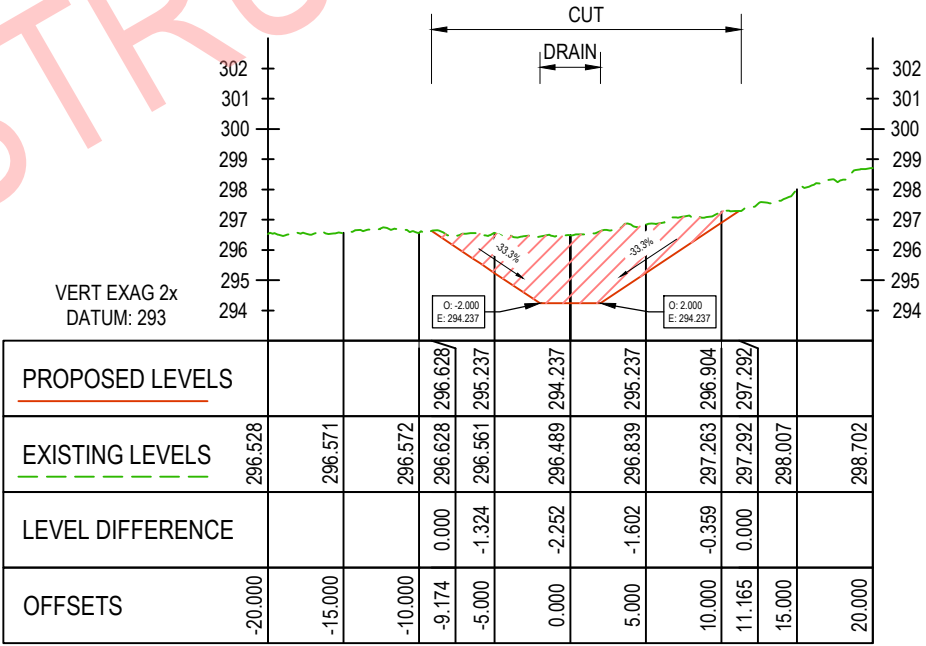 STRU
CUT
DRAIN
302
302
301
301
300
300
299
299
298
298
297
297
296
296
295
295
294
294
-33.3%
-33.3%
VERT EXAG 2x
DATUM: 293
O: -2.000
E: 294.237
O: 2.000
E: 294.237
PROPOSED LEVELS 296.628 295.237 294.237 295.237 296.904 297.292
EXISTING LEVELS 296.528 296.571 296.572 296.628 296.561 296.489 296.839 297.263 297.292 298.007 298.702
LEVEL DIFFERENCE 0.000 -1.324 -2.252 -1.602 -0.359 0.000
OFFSETS -20.000 -15.000 -10.000 -9.174 -5.000 0.000 5.000 10.000 11.165 15.000 20.000